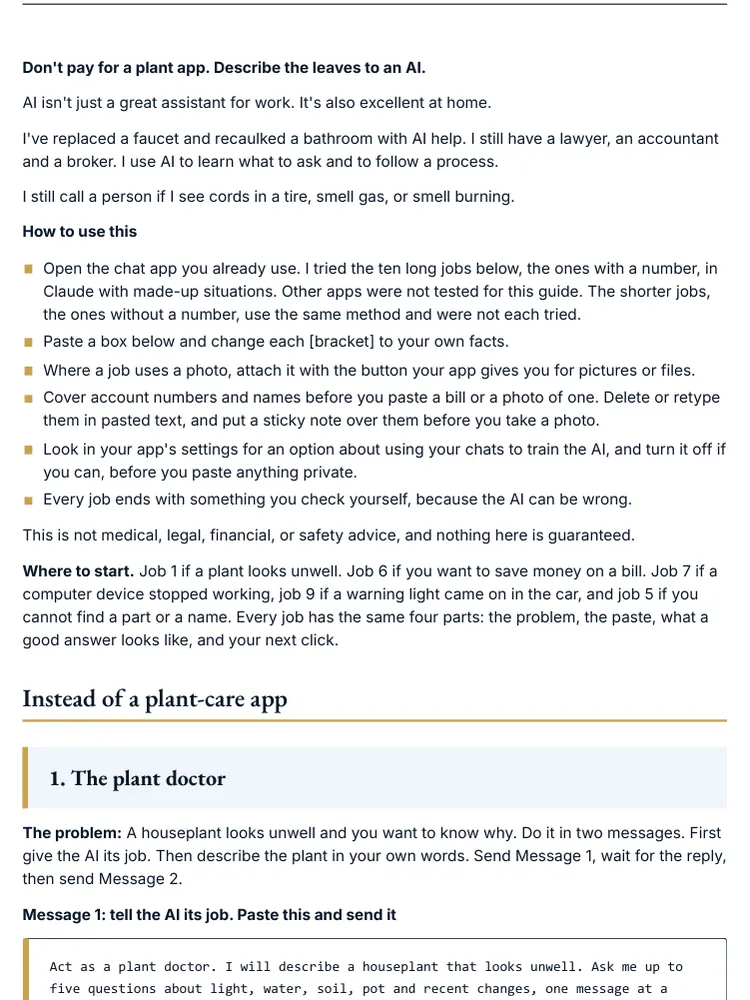 Don't pay for a plant app. Describe the leaves to an AI.
AI isn't just a great assistant for work. It's also excellent at home.
I've replaced a faucet and recaulked a bathroom with AI help. I still have a lawyer, an accountant
and a broker. I use AI to learn what to ask and to follow a process.
I still call a person if I see cords in a tire, smell gas, or smell burning.
How to use this
Open the chat app you already use. I tried the ten long jobs below, the ones with a number, in
Claude with made-up situations. Other apps were not tested for this guide. The shorter jobs,
the ones without a number, use the same method and were not each tried.
Paste a box below and change each [bracket] to your own facts.
Where a job uses a photo, attach it with the button your app gives you for pictures or files.
Cover account numbers and names before you paste a bill or a photo of one. Delete or retype
them in pasted text, and put a sticky note over them before you take a photo.
Look in your app's settings for an option about using your chats to train the AI, and turn it off if
you can, before you paste anything private.
Every job ends with something you check yourself, because the AI can be wrong.
This is not medical, legal, financial, or safety advice, and nothing here is guaranteed.
Where to start. Job 1 if a plant looks unwell. Job 6 if you want to save money on a bill. Job 7 if a
computer device stopped working, job 9 if a warning light came on in the car, and job 5 if you
cannot find a part or a name. Every job has the same four parts: the problem, the paste, what a
good answer looks like, and your next click.
Instead of a plant-care app
1. The plant doctor
The problem: A houseplant looks unwell and you want to know why. Do it in two messages. First
give the AI its job. Then describe the plant in your own words. Send Message 1, wait for the reply,
then send Message 2.
Message 1: tell the AI its job. Paste this and send it
Act as a plant doctor. I will describe a houseplant that looks unwell. Ask me up to
five questions about light, water, soil, pot and recent changes, one message at a